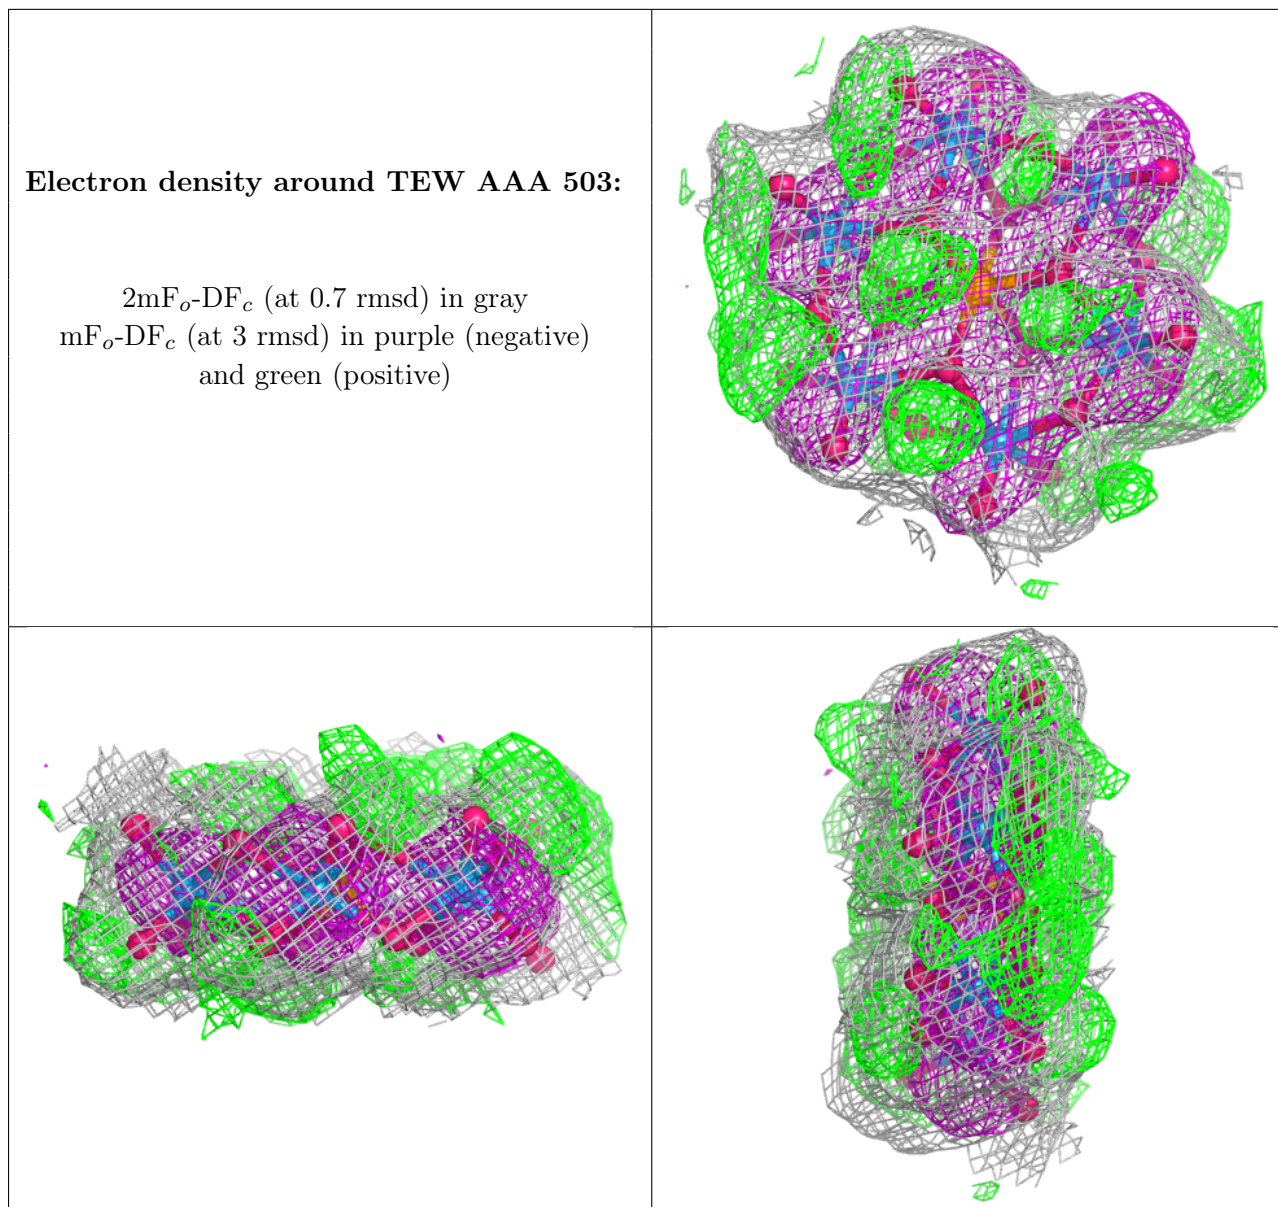 Electron density around TEW AAA 503:
2mFₒ-DF𝒸 (at 0.7 rmsd) in gray
mFₒ-DF𝒸 (at 3 rmsd) in purple (negative)
and green (positive)